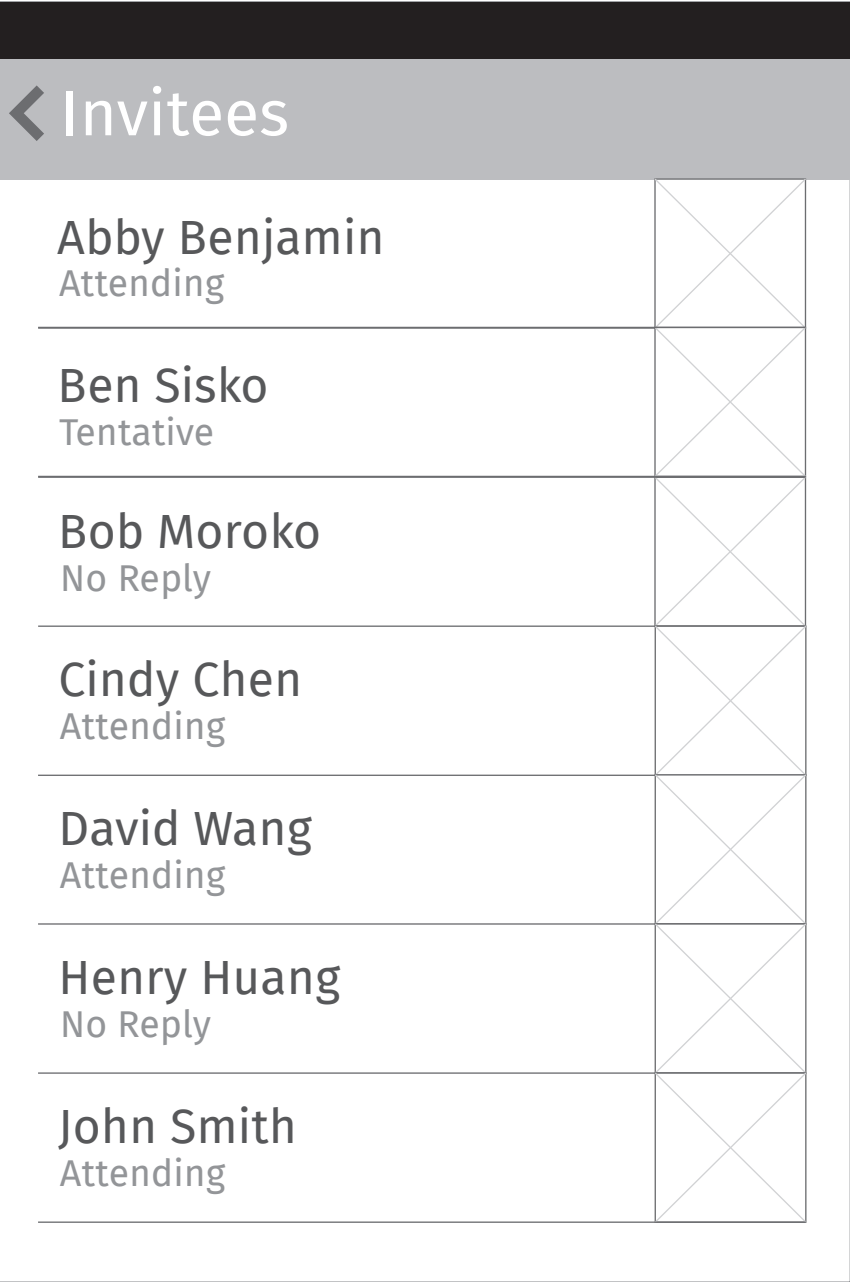 Invitees
Abby Benjamin
Attending
Ben Sisko
Tentative
Bob Moroko
No Reply
Cindy Chen
Attending
David Wang
Attending
Henry Huang
No Reply
John Smith
Attending